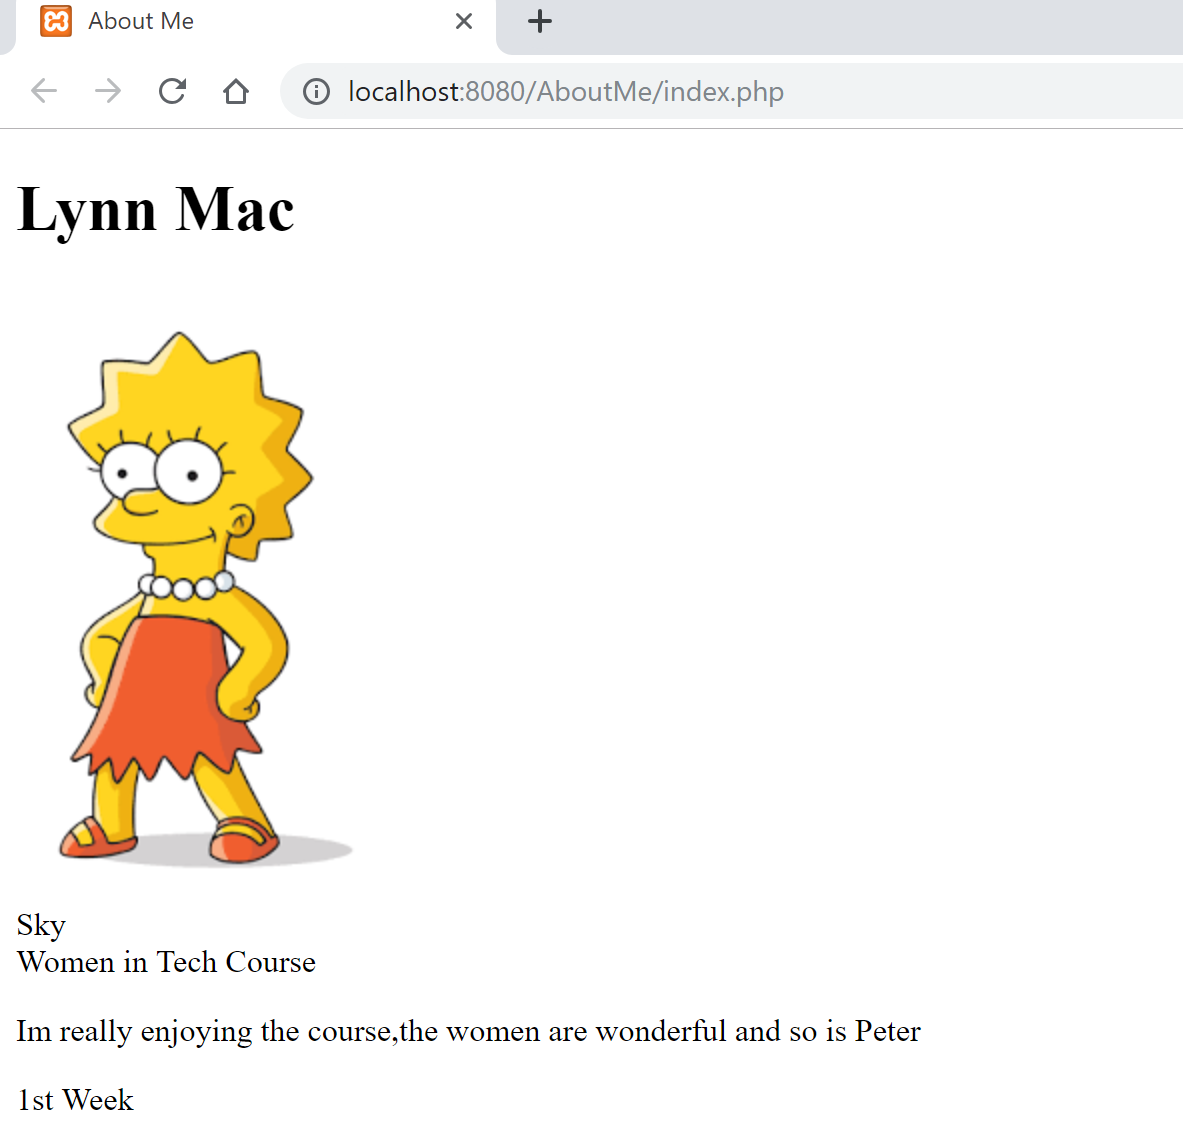 About Me
localhost:8080/AboutMe/index.php
Lynn Mac
Sky
Women in Tech Course
Im really enjoying the course,the women are wonderful and so is Peter
1st Week